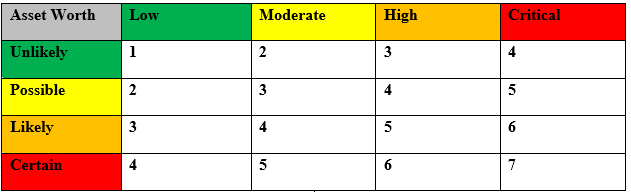 Asset Worth Low Moderate High Critical
Unlikely 1 2 3 4
Possible 2 3 4 5
Likely 3 4 5 6
Certain 4 5 6 7